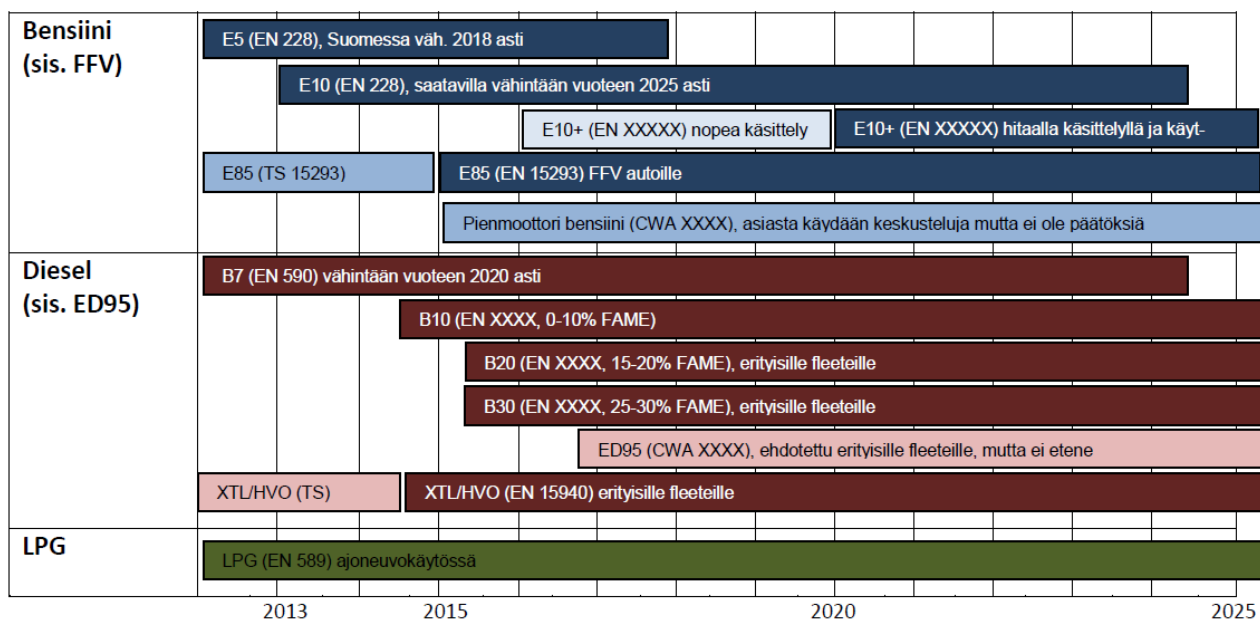 Bensiini
(sis. FFV)
E5 (EN 228), Suomessa väh. 2018 asti
E10 (EN 228), saatavilla vähintään vuoteen 2025 asti
E10+ (EN XXXXX) nopea käsittely
E10+ (EN XXXXX) hitaalla käsittelyllä ja käyt-
E85 (TS 15293)
E85 (EN 15293) FFV autoille
Pienmoottori bensiini (CWA XXXX), asiasta käydään keskusteluja mutta ei ole päätöksiä
Diesel
(sis. ED95)
B7 (EN 590) vähintään vuoteen 2020 asti
B10 (EN XXXX, 0-10% FAME)
B20 (EN XXXX, 15-20% FAME), erityisille fleeteille
B30 (EN XXXX, 25-30% FAME), erityisille fleeteille
ED95 (CWA XXXX), ehdotettu erityisille fleeteille, mutta ei etene
XTL/HVO (TS)
XTL/HVO (EN 15940) erityisille fleeteille
LPG
LPG (EN 589) ajoneuvokäytössä
2013 2015 2020 2025